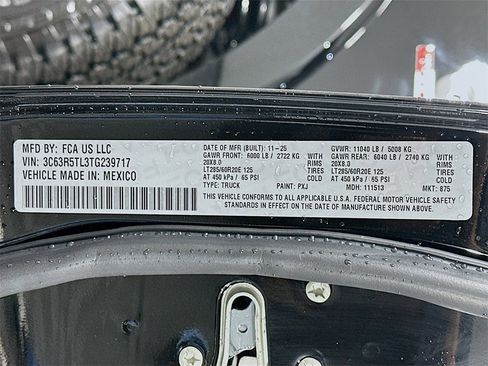 MFD BY: FCA US LLC
VIN: 3C63R5TL3TG239717
VEHICLE MADE IN: MEXICO
DATE OF MFR (BUILT): 11-25
GVWR: 11040 LB / 5008 KG
GAWR FRONT: 6000 LB / 2722 KG
GAWR REAR: 6040 LB / 2740 KG
20X8.0 RIMS
20X8.0 RIMS
LT285/60R20E 125 TIRES
LT285/60R20E 125 TIRES
AT 450 kPa / 65 PSI COLD
AT 450 kPa / 65 PSI COLD
TYPE: TRUCK PAINT: PXJ MDH: 111513 MKT: 875
THIS VEHICLE CONFORMS TO ALL APPLICABLE U.S.A. FEDERAL MOTOR VEHICLE SAFETY
STANDARDS IN EFFECT ON THE DATE OF MANUFACTURE SHOWN ABOVE